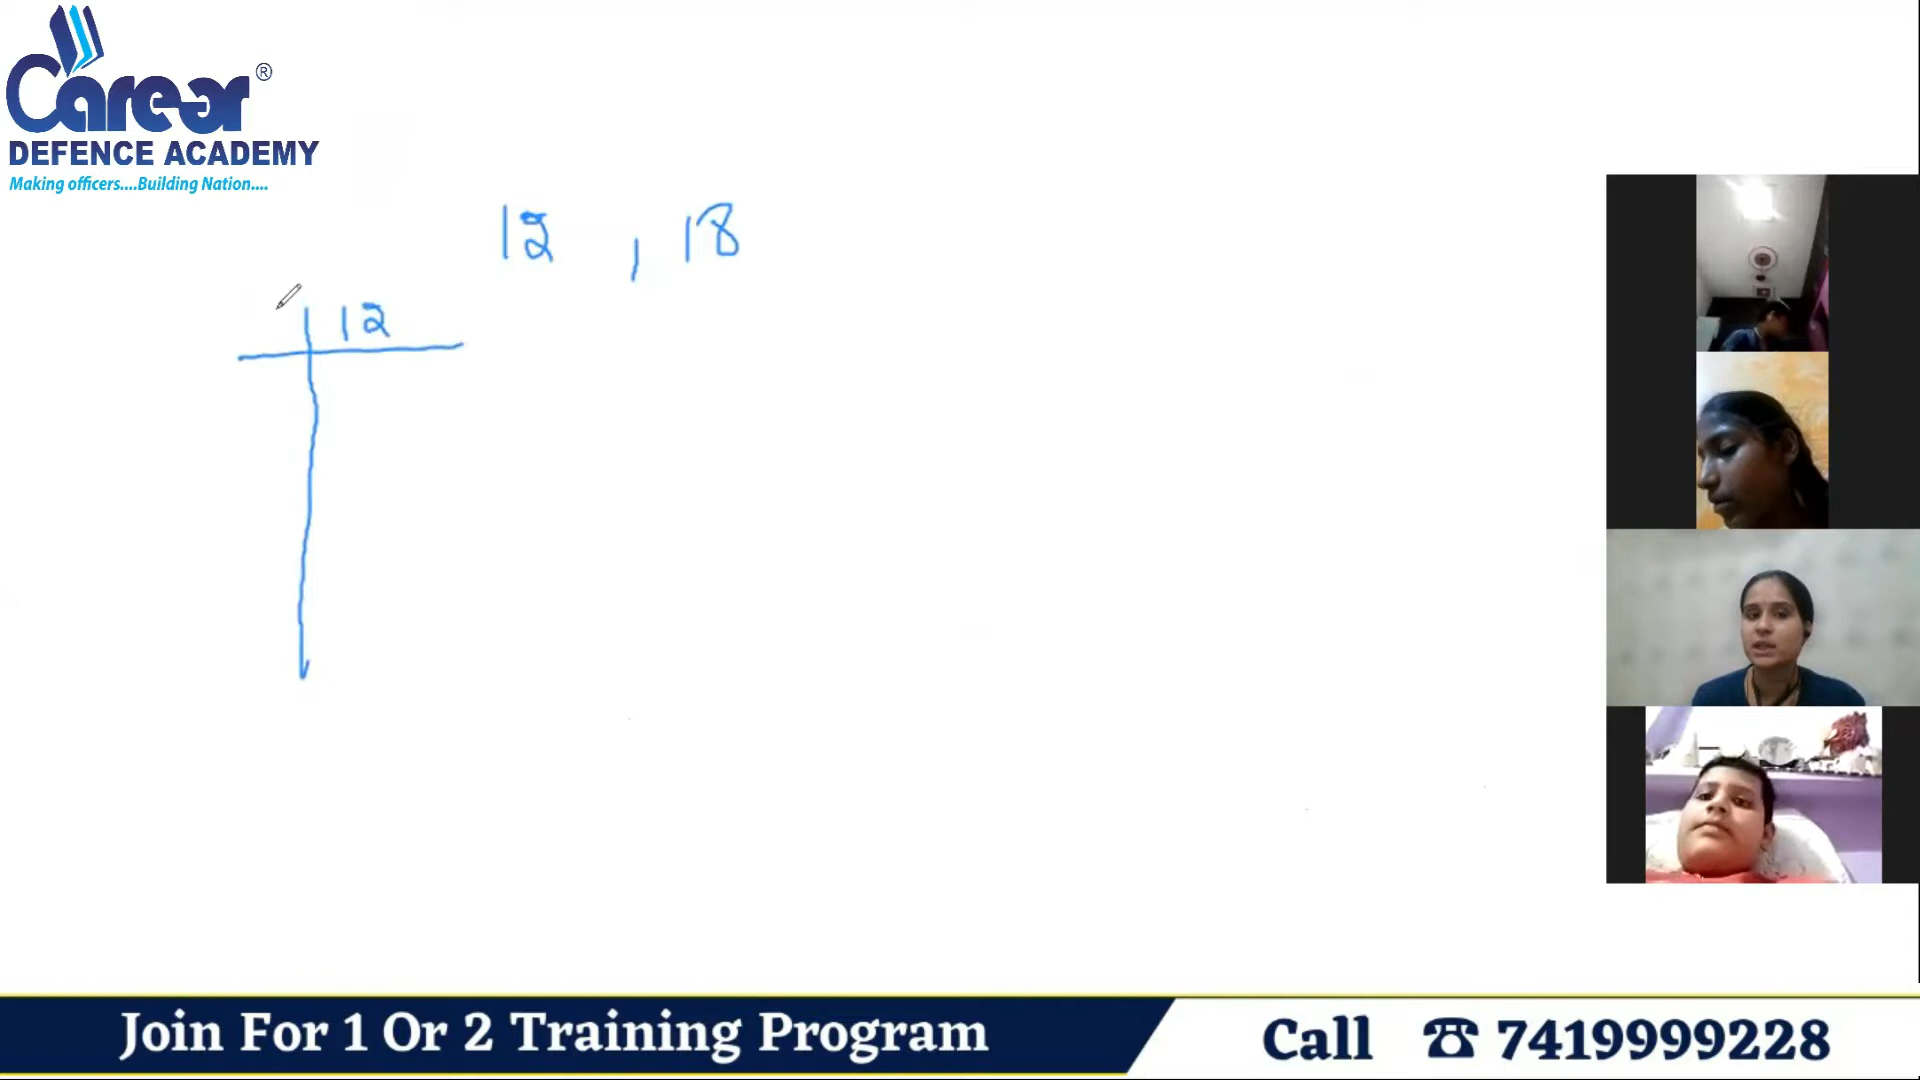 Career®
DEFENCE ACADEMY
Making officers....Building Nation....
12 , 18
12
Join For 1 Or 2 Training Program
Call ☎ 7419999228